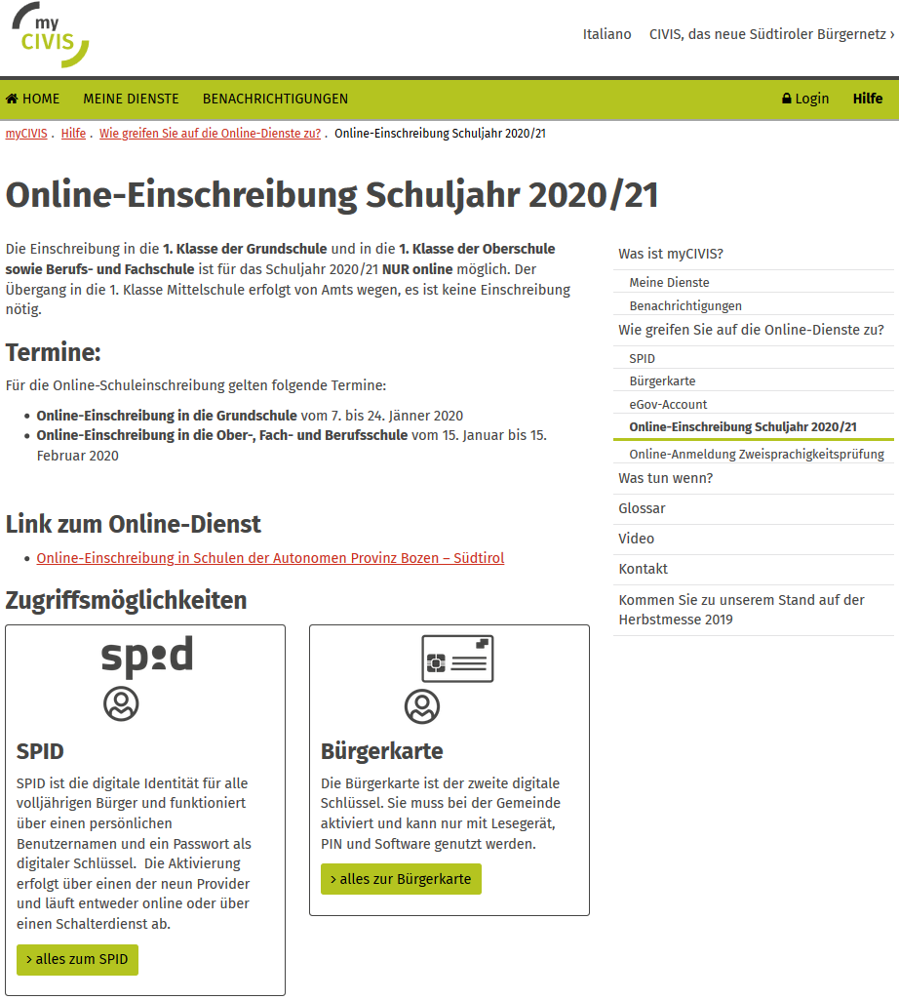 my
CIVIS
Italiano CIVIS, das neue Südtiroler Bürgernetz ›
HOME MEINE DIENSTE BENACHRICHTIGUNGEN Login Hilfe
myCIVIS . Hilfe . Wie greifen Sie auf die Online-Dienste zu? . Online-Einschreibung Schuljahr 2020/21
Online-Einschreibung Schuljahr 2020/21
Die Einschreibung in die 1. Klasse der Grundschule und in die 1. Klasse der Oberschule
sowie Berufs- und Fachschule ist für das Schuljahr 2020/21 NUR online möglich. Der
Übergang in die 1. Klasse Mittelschule erfolgt von Amts wegen, es ist keine Einschreibung
nötig.
Termine:
Für die Online-Schuleinschreibung gelten folgende Termine:
• Online-Einschreibung in die Grundschule vom 7. bis 24. Jänner 2020
• Online-Einschreibung in die Ober-, Fach- und Berufsschule vom 15. Januar bis 15.
Februar 2020
Link zum Online-Dienst
• Online-Einschreibung in Schulen der Autonomen Provinz Bozen – Südtirol
Zugriffsmöglichkeiten
spid
SPID
SPID ist die digitale Identität für alle
volljährigen Bürger und funktioniert
über einen persönlichen
Benutzernamen und ein Passwort als
digitaler Schlüssel. Die Aktivierung
erfolgt über einen der neun Provider
und läuft entweder online oder über
einen Schalterdienst ab.
› alles zum SPID
Bürgerkarte
Die Bürgerkarte ist der zweite digitale
Schlüssel. Sie muss bei der Gemeinde
aktiviert und kann nur mit Lesegerät,
PIN und Software genutzt werden.
› alles zur Bürgerkarte
Was ist myCIVIS?
Meine Dienste
Benachrichtigungen
Wie greifen Sie auf die Online-Dienste zu?
SPID
Bürgerkarte
eGov-Account
Online-Einschreibung Schuljahr 2020/21
Online-Anmeldung Zweisprachigkeitsprüfung
Was tun wenn?
Glossar
Video
Kontakt
Kommen Sie zu unserem Stand auf der
Herbstmesse 2019